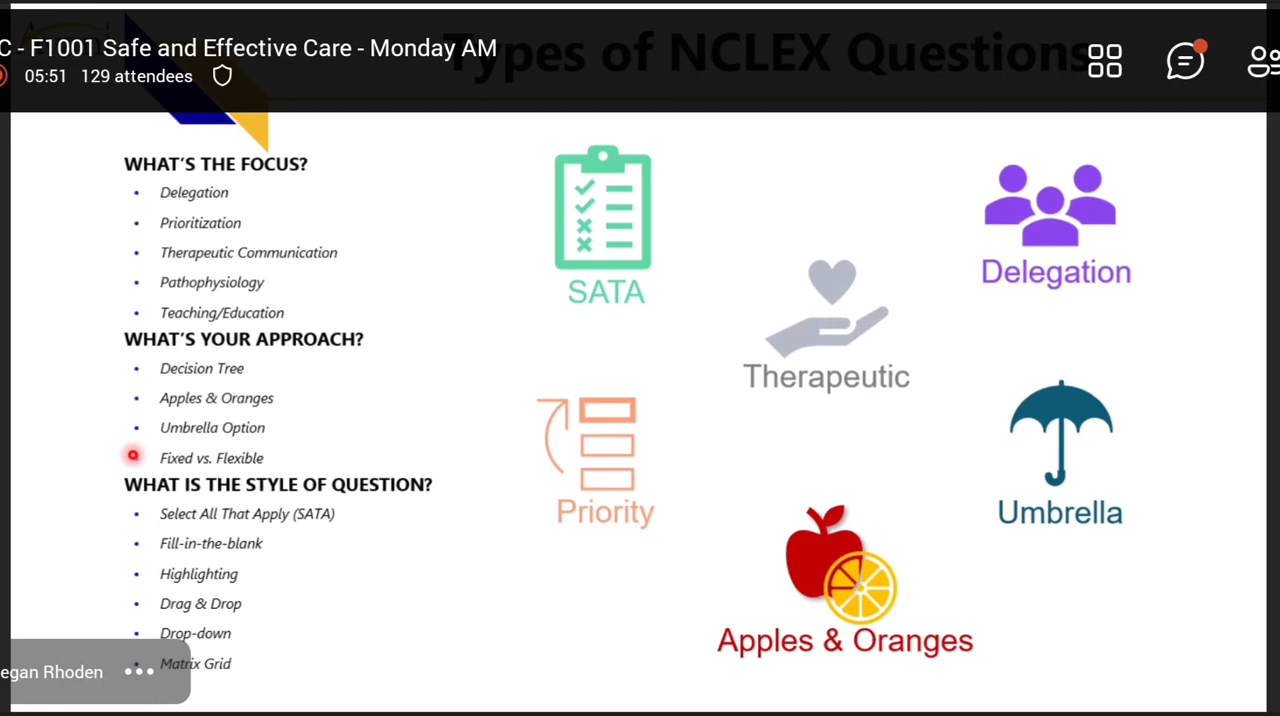 C - F1001 Safe and Effective Care - Monday AM
05:51 129 attendees
Types of NCLEX Questions
WHAT'S THE FOCUS?
• Delegation
• Prioritization
• Therapeutic Communication
• Pathophysiology
• Teaching/Education
WHAT'S YOUR APPROACH?
• Decision Tree
• Apples & Oranges
• Umbrella Option
Fixed vs. Flexible
WHAT IS THE STYLE OF QUESTION?
• Select All That Apply (SATA)
• Fill-in-the-blank
• Highlighting
• Drag & Drop
• Drop-down
• Matrix Grid
SATA
Delegation
Therapeutic
Priority
Umbrella
Apples & Oranges
egan Rhoden